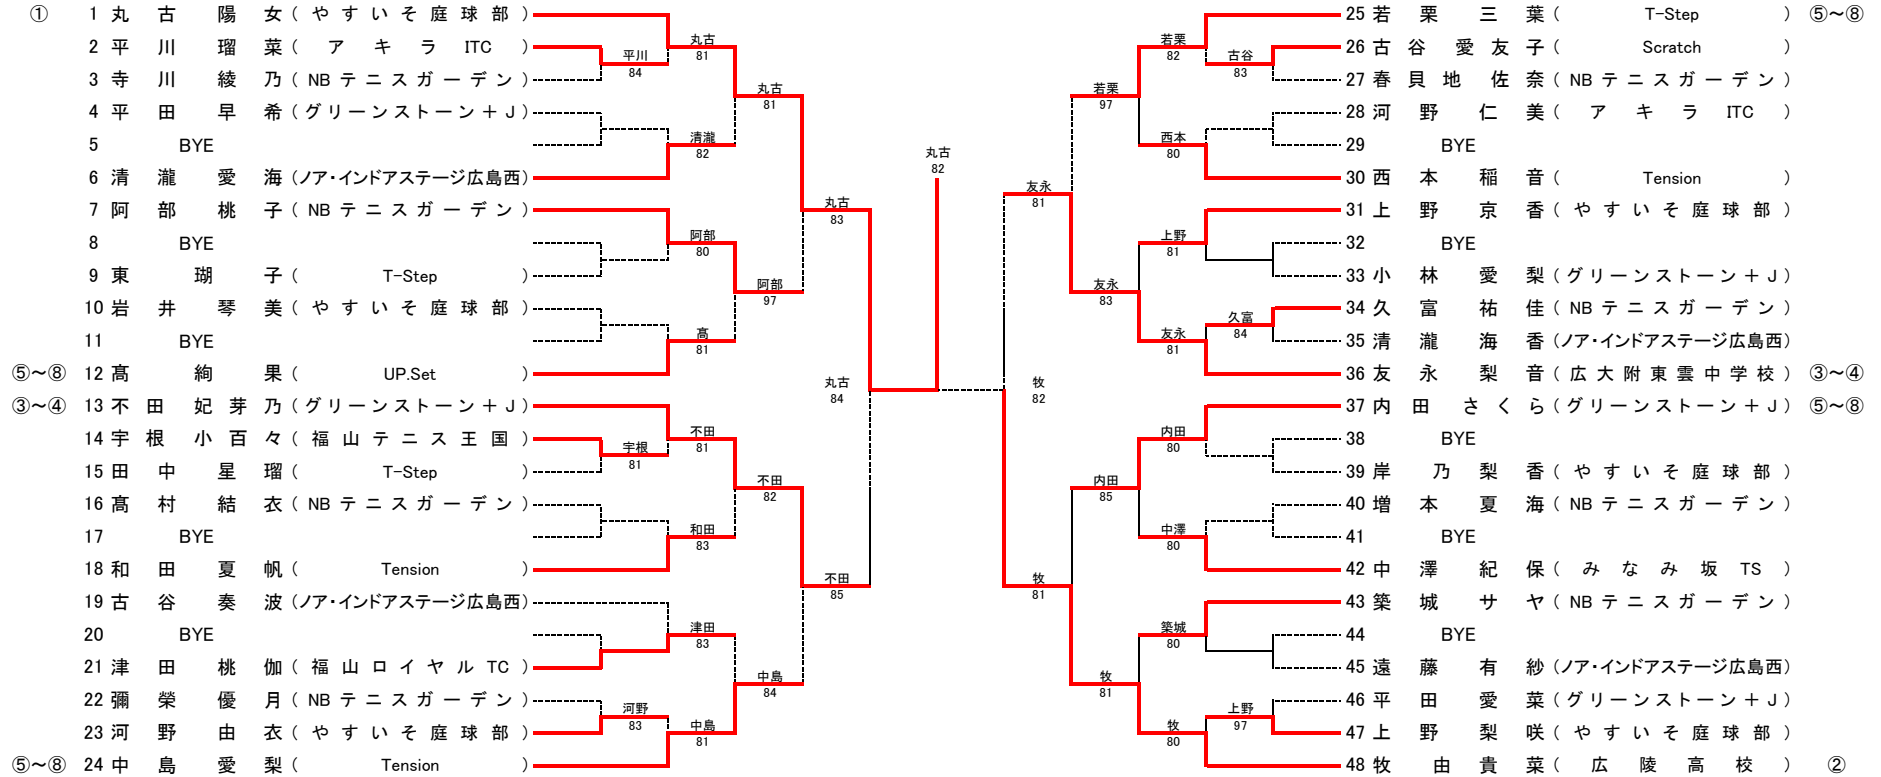 ① 1 丸古陽女 (やすいそ庭球部)
2 平川瑠菜 (アキラITC)
3 寺川綾乃 (NBテニスガーデン)
4 平田早希 (グリーンストーン＋J)
5 BYE
6 清瀧愛海 (ノア・インドアステージ広島西)
7 阿部桃子 (NBテニスガーデン)
8 BYE
9 東瑚子 (T-Step)
10 岩井琴美 (やすいそ庭球部)
11 BYE
⑤～⑧ 12 髙絢果 (UP.Set)
③～④ 13 不田妃芽乃 (グリーンストーン＋J)
14 宇根小百々 (福山テニス王国)
15 田中星瑠 (T-Step)
16 髙村結衣 (NBテニスガーデン)
17 BYE
18 和田夏帆 (Tension)
19 古谷奏波 (ノア・インドアステージ広島西)
20 BYE
21 津田桃伽 (福山ロイヤルTC)
22 彌榮優月 (NBテニスガーデン)
23 河野由衣 (やすいそ庭球部)
⑤～⑧ 24 中島愛梨 (Tension)
平川
84
宇根
81
河野
83
丸古
81
清瀧
82
阿部
80
髙
81
不田
81
和田
83
津田
83
中島
81
丸古
81
阿部
97
不田
82
中島
84
丸古
83
不田
85
丸古
84
丸古
82
牧
82
友永
81
牧
81
若栗
97
友永
83
内田
85
牧
81
若栗
82
西本
80
上野
81
友永
81
内田
80
中澤
80
築城
80
牧
80
古谷
83
久富
84
上野
97
25 若栗三葉 (T-Step) ⑤～⑧
26 古谷愛友子 (Scratch)
27 春貝地佐奈 (NBテニスガーデン)
28 河野仁美 (アキラITC)
29 BYE
30 西本稲音 (Tension)
31 上野京香 (やすいそ庭球部)
32 BYE
33 小林愛梨 (グリーンストーン＋J)
34 久富祐佳 (NBテニスガーデン)
35 清瀧海香 (ノア・インドアステージ広島西)
36 友永梨音 (広大附東雲中学校) ③～④
37 内田さくら (グリーンストーン＋J) ⑤～⑧
38 BYE
39 岸乃梨香 (やすいそ庭球部)
40 増本夏海 (NBテニスガーデン)
41 BYE
42 中澤紀保 (みなみ坂TS)
43 築城サヤ (NBテニスガーデン)
44 BYE
45 遠藤有紗 (ノア・インドアステージ広島西)
46 平田愛菜 (グリーンストーン＋J)
47 上野梨咲 (やすいそ庭球部)
48 牧由貴菜 (広陵高校) ②